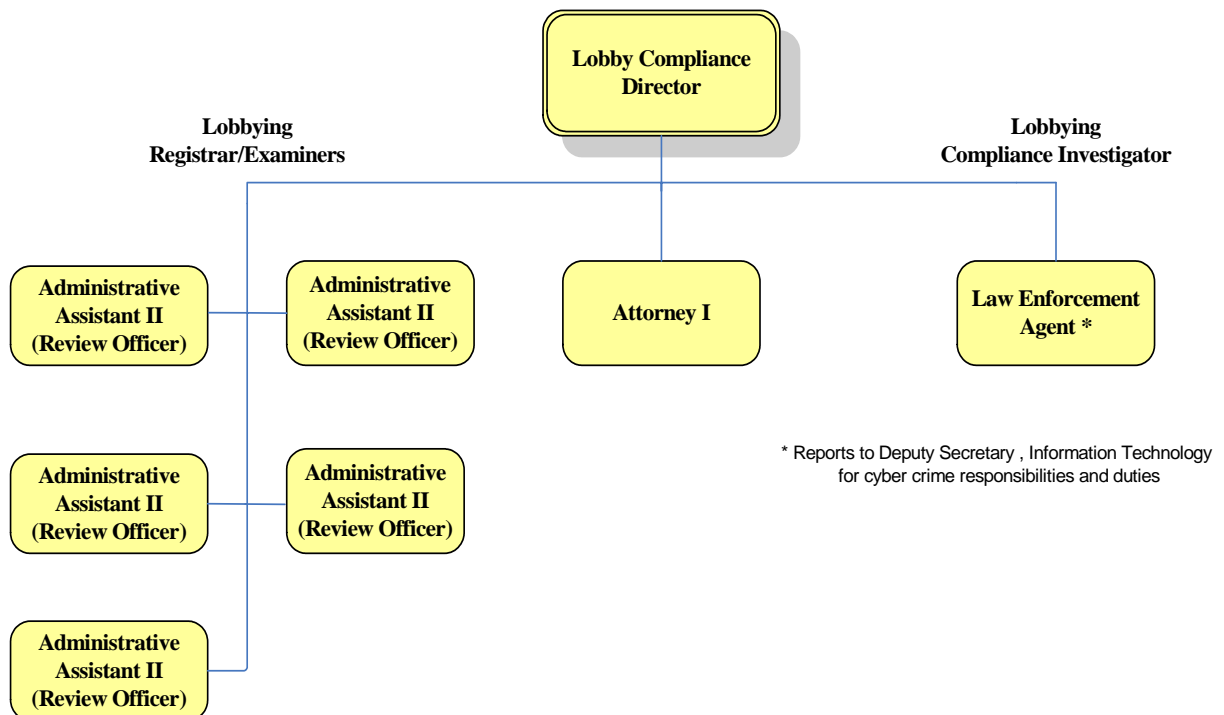 Lobby Compliance
Director
Lobbying
Registrar/Examiners
Lobbying
Compliance Investigator
Administrative
Assistant II
(Review Officer)
Administrative
Assistant II
(Review Officer)
Attorney I
Law Enforcement
Agent *
* Reports to Deputy Secretary , Information Technology
for cyber crime responsibilities and duties
Administrative
Assistant II
(Review Officer)
Administrative
Assistant II
(Review Officer)
Administrative
Assistant II
(Review Officer)